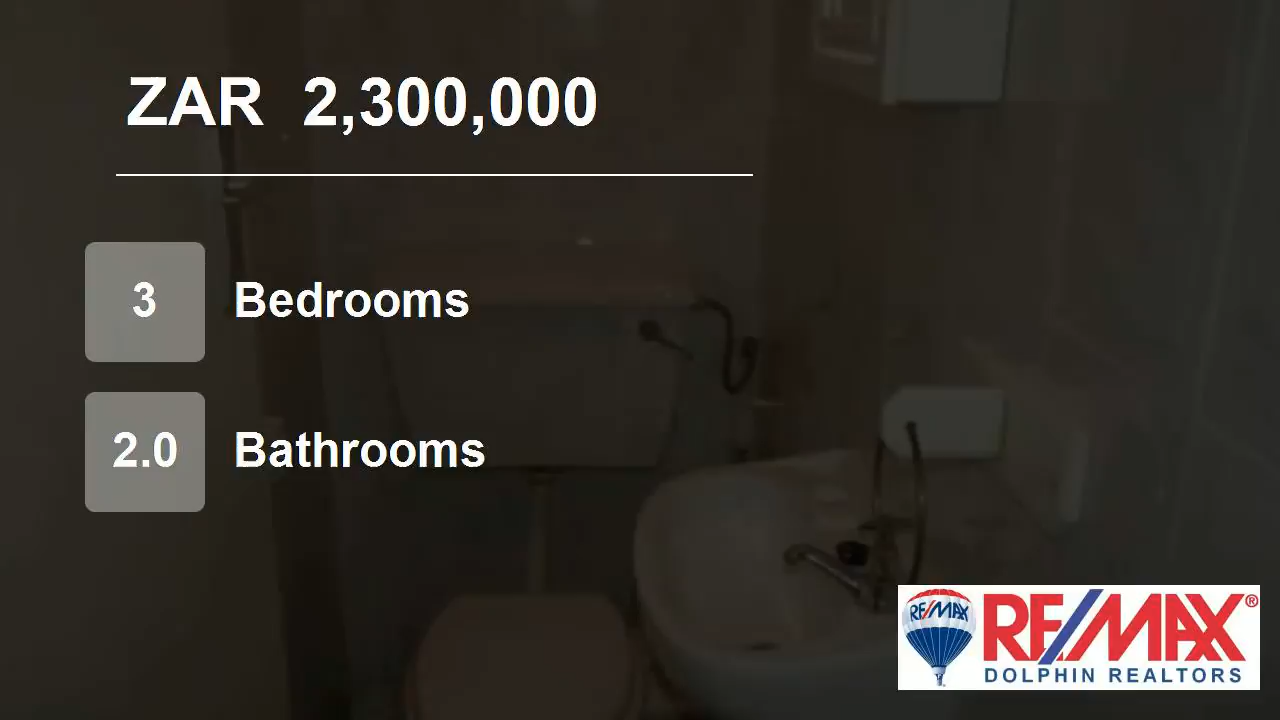 ZAR 2,300,000
3 Bedrooms
2.0 Bathrooms
RE/MAX RE/MAX®
DOLPHIN REALTORS